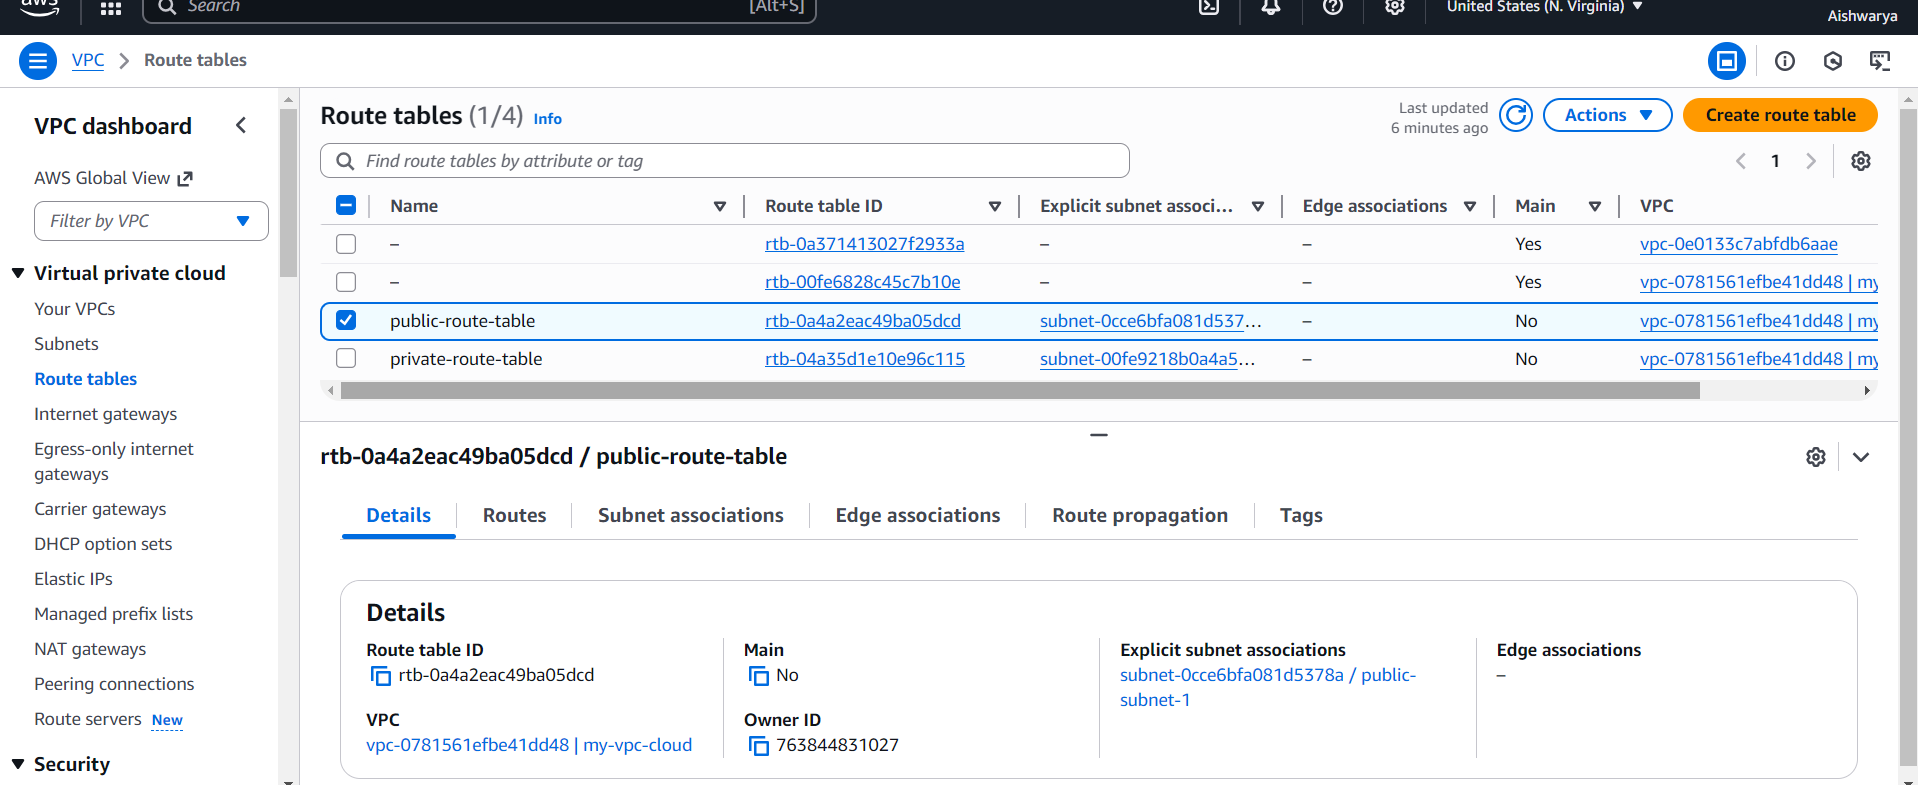 aws
Search
[Alt+S]
United States (N. Virginia)
Aishwarya
VPC
Route tables
VPC dashboard
AWS Global View
Filter by VPC
Virtual private cloud
Your VPCs
Subnets
Route tables
Internet gateways
Egress-only internet
gateways
Carrier gateways
DHCP option sets
Elastic IPs
Managed prefix lists
NAT gateways
Peering connections
Route servers New
Security
Route tables (1/4) Info
Last updated
6 minutes ago
Actions
Create route table
Find route tables by attribute or tag
1
Name Route table ID Explicit subnet associ... Edge associations Main VPC
– rtb-0a371413027f2933a – – Yes vpc-0e0133c7abfdb6aae
– rtb-00fe6828c45c7b10e – – Yes vpc-0781561efbe41dd48 | my
public-route-table rtb-0a4a2eac49ba05dcd subnet-0cce6bfa081d537... – No vpc-0781561efbe41dd48 | my
private-route-table rtb-04a35d1e10e96c115 subnet-00fe9218b0a4a5... – No vpc-0781561efbe41dd48 | my
rtb-0a4a2eac49ba05dcd / public-route-table
Details Routes Subnet associations Edge associations Route propagation Tags
Details
Route table ID
rtb-0a4a2eac49ba05dcd
VPC
vpc-0781561efbe41dd48 | my-vpc-cloud
Main
No
Owner ID
763844831027
Explicit subnet associations
subnet-0cce6bfa081d5378a / public-
subnet-1
Edge associations
–